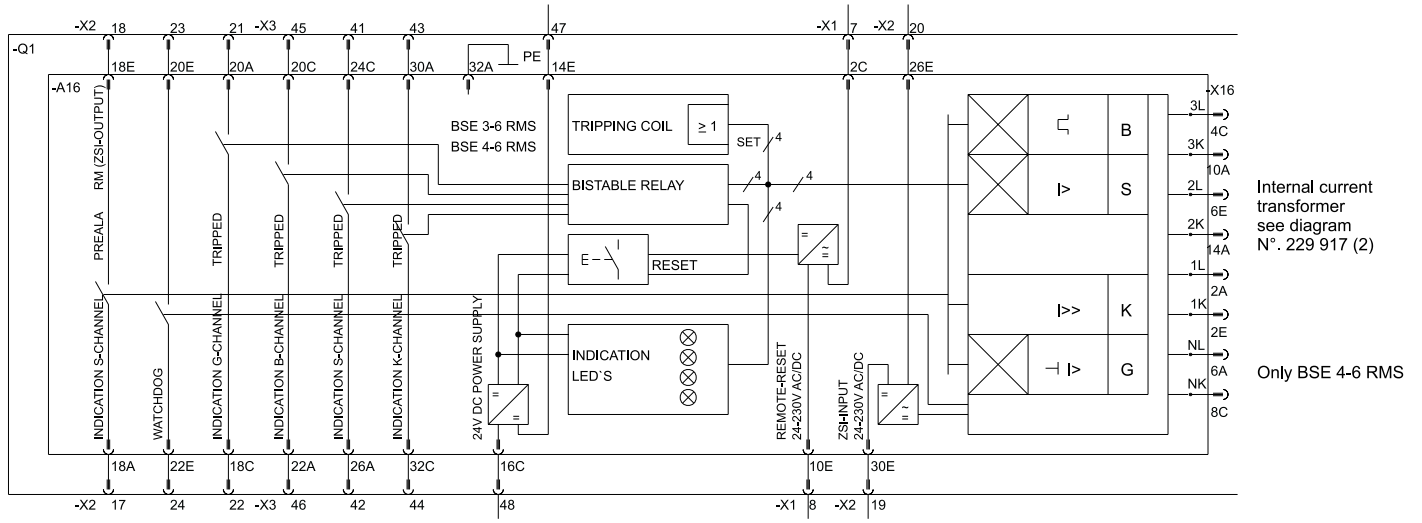 -X2 18 23 21 -X3 45 41 43 47 -X1 7 -X2 20
-Q1
PE
18E 20E 20A 20C 24C 30A 32A 14E 2C 26E
-A16
-X16
RM (ZSI-OUTPUT)
PREALA
INDICATION S-CHANNEL
WATCHDOG
TRIPPED
INDICATION G-CHANNEL
TRIPPED
INDICATION B-CHANNEL
TRIPPED
INDICATION S-CHANNEL
TRIPPED
INDICATION K-CHANNEL
BSE 3-6 RMS
BSE 4-6 RMS
TRIPPING COIL
≥ 1
SET 4
BISTABLE RELAY
4 4
4
E
RESET
= ~ =
24V DC POWER SUPPLY
= =
INDICATION
LED`S
REMOTE-RESET
24-230V AC/DC
ZSI-INPUT
24-230V AC/DC
= ~ =
B
I> S
I>> K
I> G
3L
4C
3K
10A
2L
6E
2K
14A
1L
2A
1K
2E
NL
6A
NK
8C
Internal current
transformer
see diagram
N°. 229 917 (2)
Only BSE 4-6 RMS
18A 22E 18C 22A 26A 32C 16C 10E 30E
-X2 17 24 22 -X3 46 42 44 48 -X1 8 -X2 19